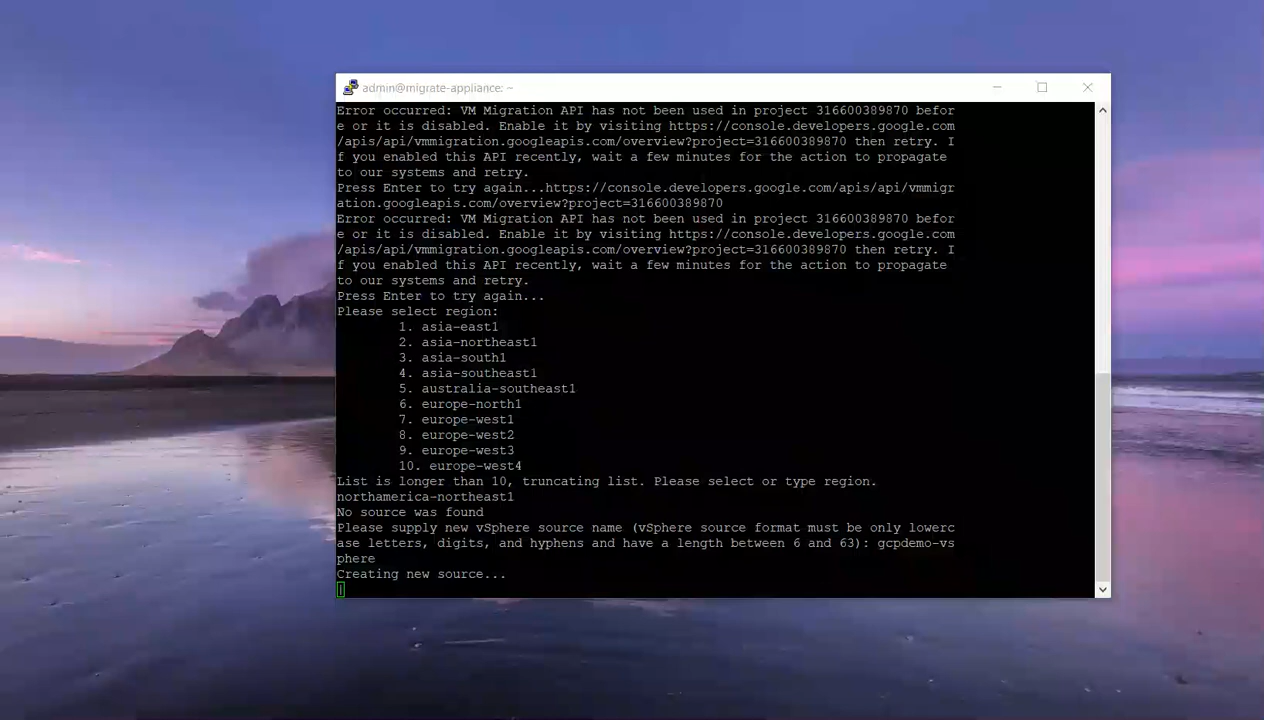 admin@migrate-appliance: ~
Error occurred: VM Migration API has not been used in project 316600389870 befor
e or it is disabled. Enable it by visiting https://console.developers.google.com
/apis/api/vmmigration.googleapis.com/overview?project=316600389870 then retry. I
f you enabled this API recently, wait a few minutes for the action to propagate
to our systems and retry.
Press Enter to try again...https://console.developers.google.com/apis/api/vmmigr
ation.googleapis.com/overview?project=316600389870
Error occurred: VM Migration API has not been used in project 316600389870 befor
e or it is disabled. Enable it by visiting https://console.developers.google.com
/apis/api/vmmigration.googleapis.com/overview?project=316600389870 then retry. I
f you enabled this API recently, wait a few minutes for the action to propagate
to our systems and retry.
Press Enter to try again...
Please select region:
1. asia-east1
2. asia-northeast1
3. asia-south1
4. asia-southeast1
5. australia-southeast1
6. europe-north1
7. europe-west1
8. europe-west2
9. europe-west3
10. europe-west4
List is longer than 10, truncating list. Please select or type region.
northamerica-northeast1
No source was found
Please supply new vSphere source name (vSphere source format must be only lowerc
ase letters, digits, and hyphens and have a length between 6 and 63): gcpdemo-vs
phere
Creating new source...